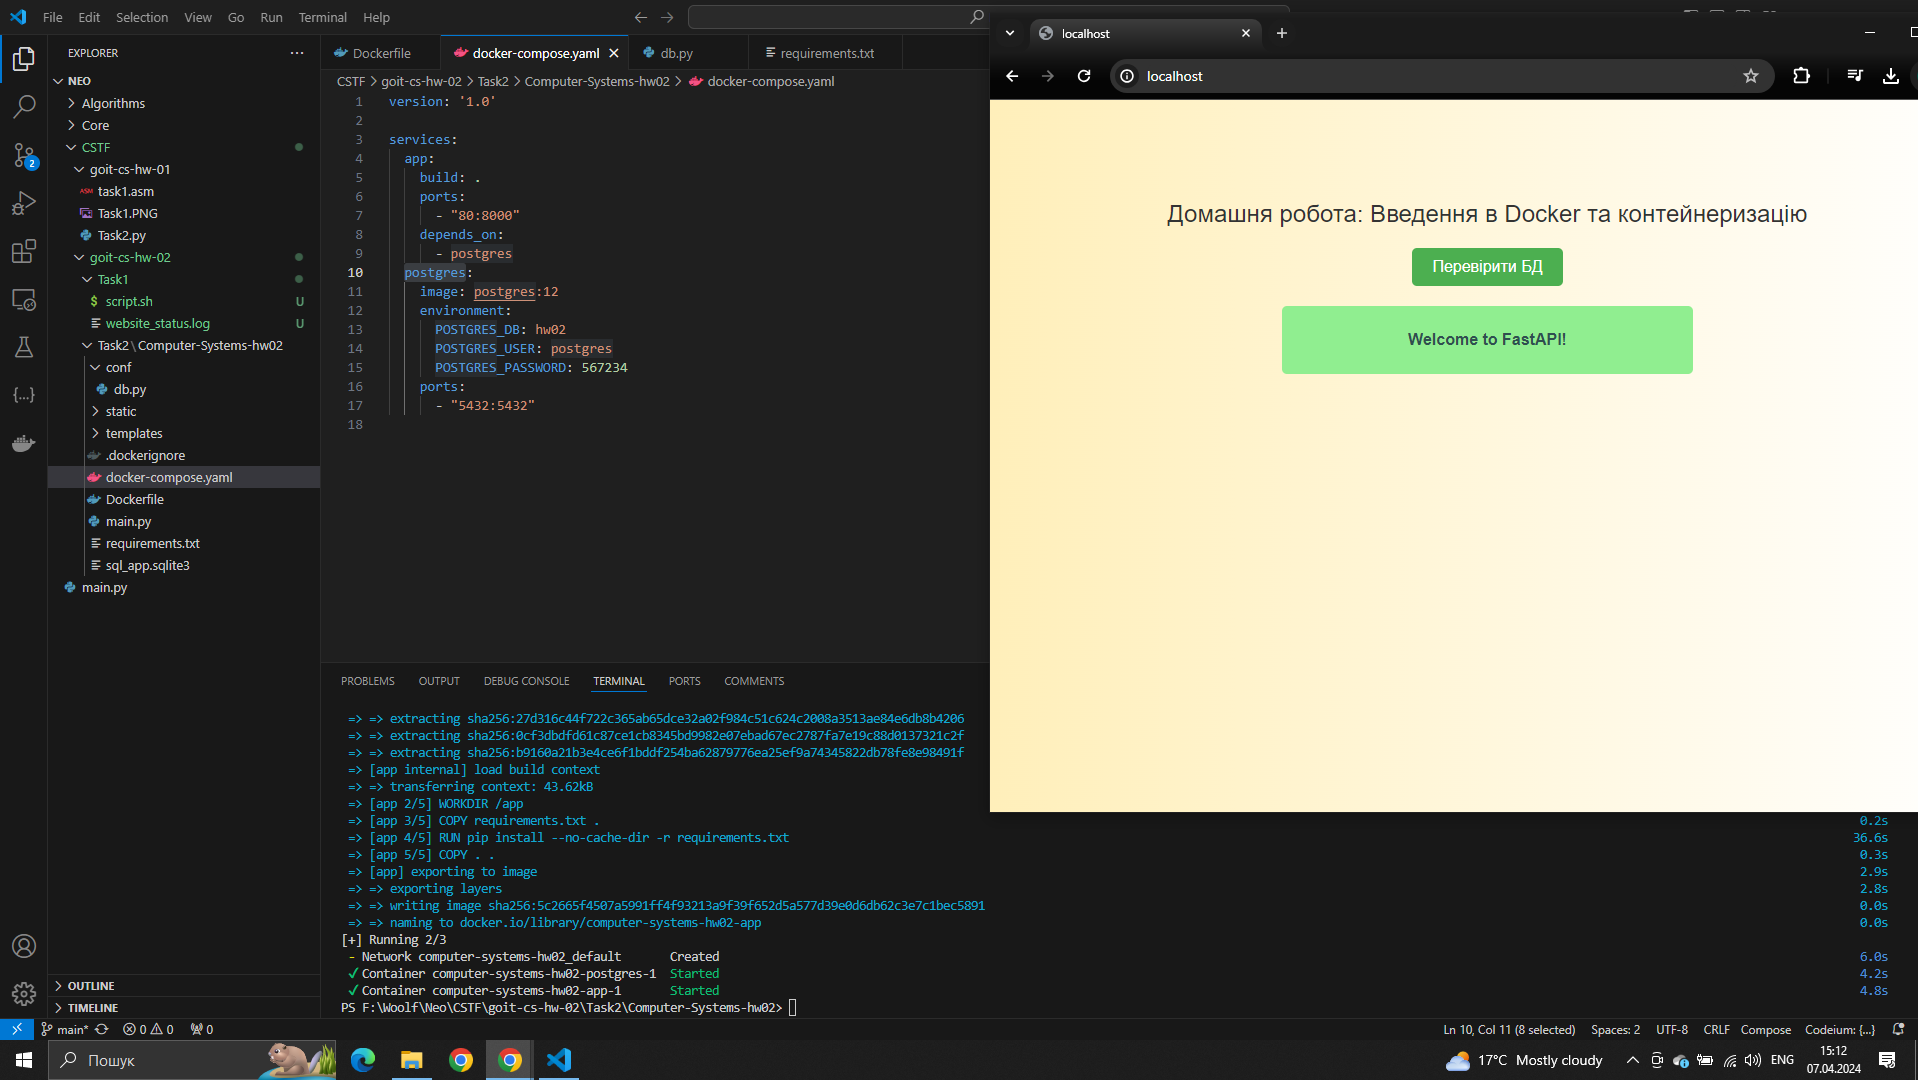 File Edit Selection View Go Run Terminal Help
EXPLORER
NEO
Algorithms
Core
CSTF
goit-cs-hw-01
ASM task1.asm
Task1.PNG
Task2.py
goit-cs-hw-02
Task1
$ script.sh U
website_status.log U
Task2\Computer-Systems-hw02
conf
db.py
static
templates
.dockerignore
docker-compose.yaml
Dockerfile
main.py
requirements.txt
sql_app.sqlite3
main.py
OUTLINE
TIMELINE
2
Dockerfile docker-compose.yaml db.py requirements.txt
CSTF > goit-cs-hw-02 > Task2 > Computer-Systems-hw02 > docker-compose.yaml
1 version: '1.0'
2
3 services:
4 app:
5 build: .
6 ports:
7 - "80:8000"
8 depends_on:
9 - postgres
10 postgres:
11 image: postgres:12
12 environment:
13 POSTGRES_DB: hw02
14 POSTGRES_USER: postgres
15 POSTGRES_PASSWORD: 567234
16 ports:
17 - "5432:5432"
18
localhost
localhost
Домашня робота: Введення в Docker та контейнеризацію
Перевірити БД
Welcome to FastAPI!
PROBLEMS OUTPUT DEBUG CONSOLE TERMINAL PORTS COMMENTS
=> => extracting sha256:27d316c44f722c365ab65dce32a02f984c51c624c2008a3513ae84e6db8b4206
=> => extracting sha256:0cf3dbdfd61c87ce1cb8345bd9982e07ebad67ec2787fa7e19c88d0137321c2f
=> => extracting sha256:b9160a21b3e4ce6f1bddf254ba62879776ea25ef9a74345822db78fe8e98491f
=> [app internal] load build context
=> => transferring context: 43.62kB
=> [app 2/5] WORKDIR /app
=> [app 3/5] COPY requirements.txt . 0.2s
=> [app 4/5] RUN pip install --no-cache-dir -r requirements.txt 36.6s
=> [app 5/5] COPY . . 0.3s
=> [app] exporting to image 2.9s
=> => exporting layers 2.8s
=> => writing image sha256:5c2665f4507a5991ff4f93213a9f39f652d5a577d39e0d6db62c3e7c1bec5891 0.0s
=> => naming to docker.io/library/computer-systems-hw02-app 0.0s
[+] Running 2/3
- Network computer-systems-hw02_default Created 6.0s
✓ Container computer-systems-hw02-postgres-1 Started 4.2s
✓ Container computer-systems-hw02-app-1 Started 4.8s
PS F:\Woolf\Neo\CSTF\goit-cs-hw-02\Task2\Computer-Systems-hw02>
main* 0 0 0 Ln 10, Col 11 (8 selected) Spaces: 2 UTF-8 CRLF Compose Codeium: {...}
Пошук 17°C Mostly cloudy ENG 15:12
07.04.2024